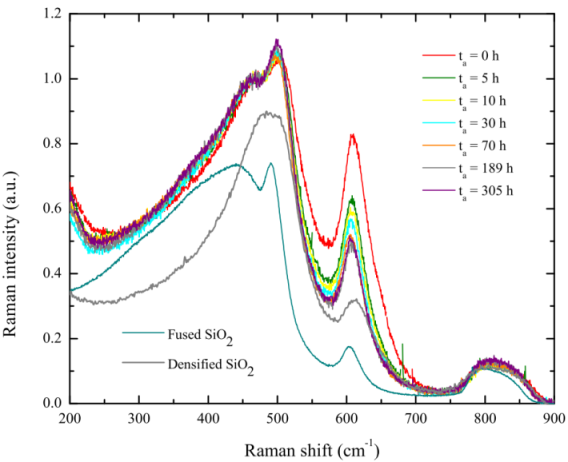 1.2
1.0
0.8
0.6
0.4
0.2
0.0
Raman intensity (a.u.)
t_a = 0 h
t_a = 5 h
t_a = 10 h
t_a = 30 h
t_a = 70 h
t_a = 189 h
t_a = 305 h
Fused SiO2
Densified SiO2
200 300 400 500 600 700 800 900
Raman shift (cm⁻¹)